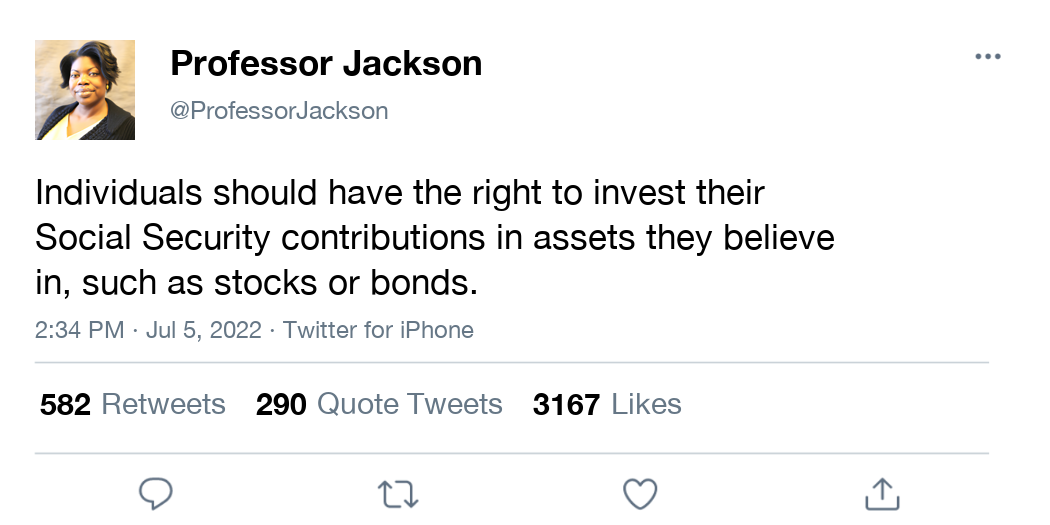 Professor Jackson
@ProfessorJackson
Individuals should have the right to invest their
Social Security contributions in assets they believe
in, such as stocks or bonds.
2:34 PM · Jul 5, 2022 · Twitter for iPhone
582 Retweets 290 Quote Tweets 3167 Likes